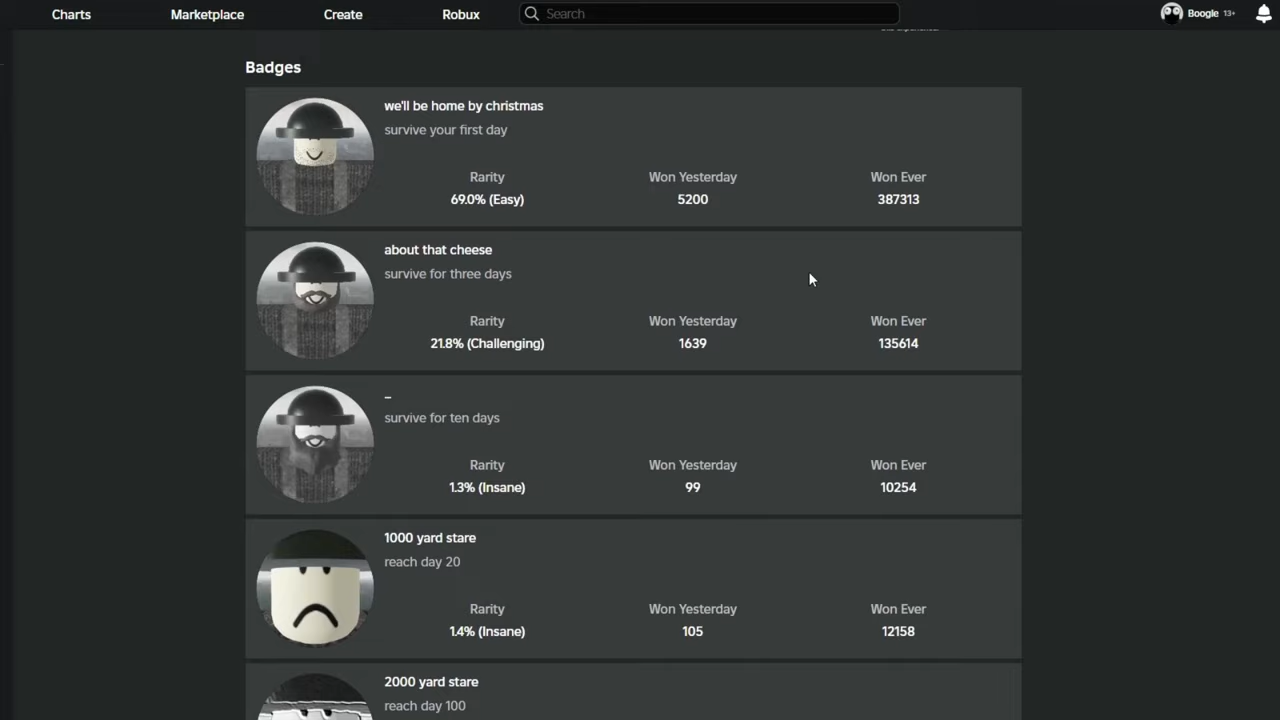 Charts Marketplace Create Robux Search Boogle 13+
Badges
we'll be home by christmas
survive your first day
Rarity Won Yesterday Won Ever
69.0% (Easy) 5200 387313
about that cheese
survive for three days
Rarity Won Yesterday Won Ever
21.8% (Challenging) 1639 135614
_
survive for ten days
Rarity Won Yesterday Won Ever
1.3% (Insane) 99 10254
1000 yard stare
reach day 20
Rarity Won Yesterday Won Ever
1.4% (Insane) 105 12158
2000 yard stare
reach day 100